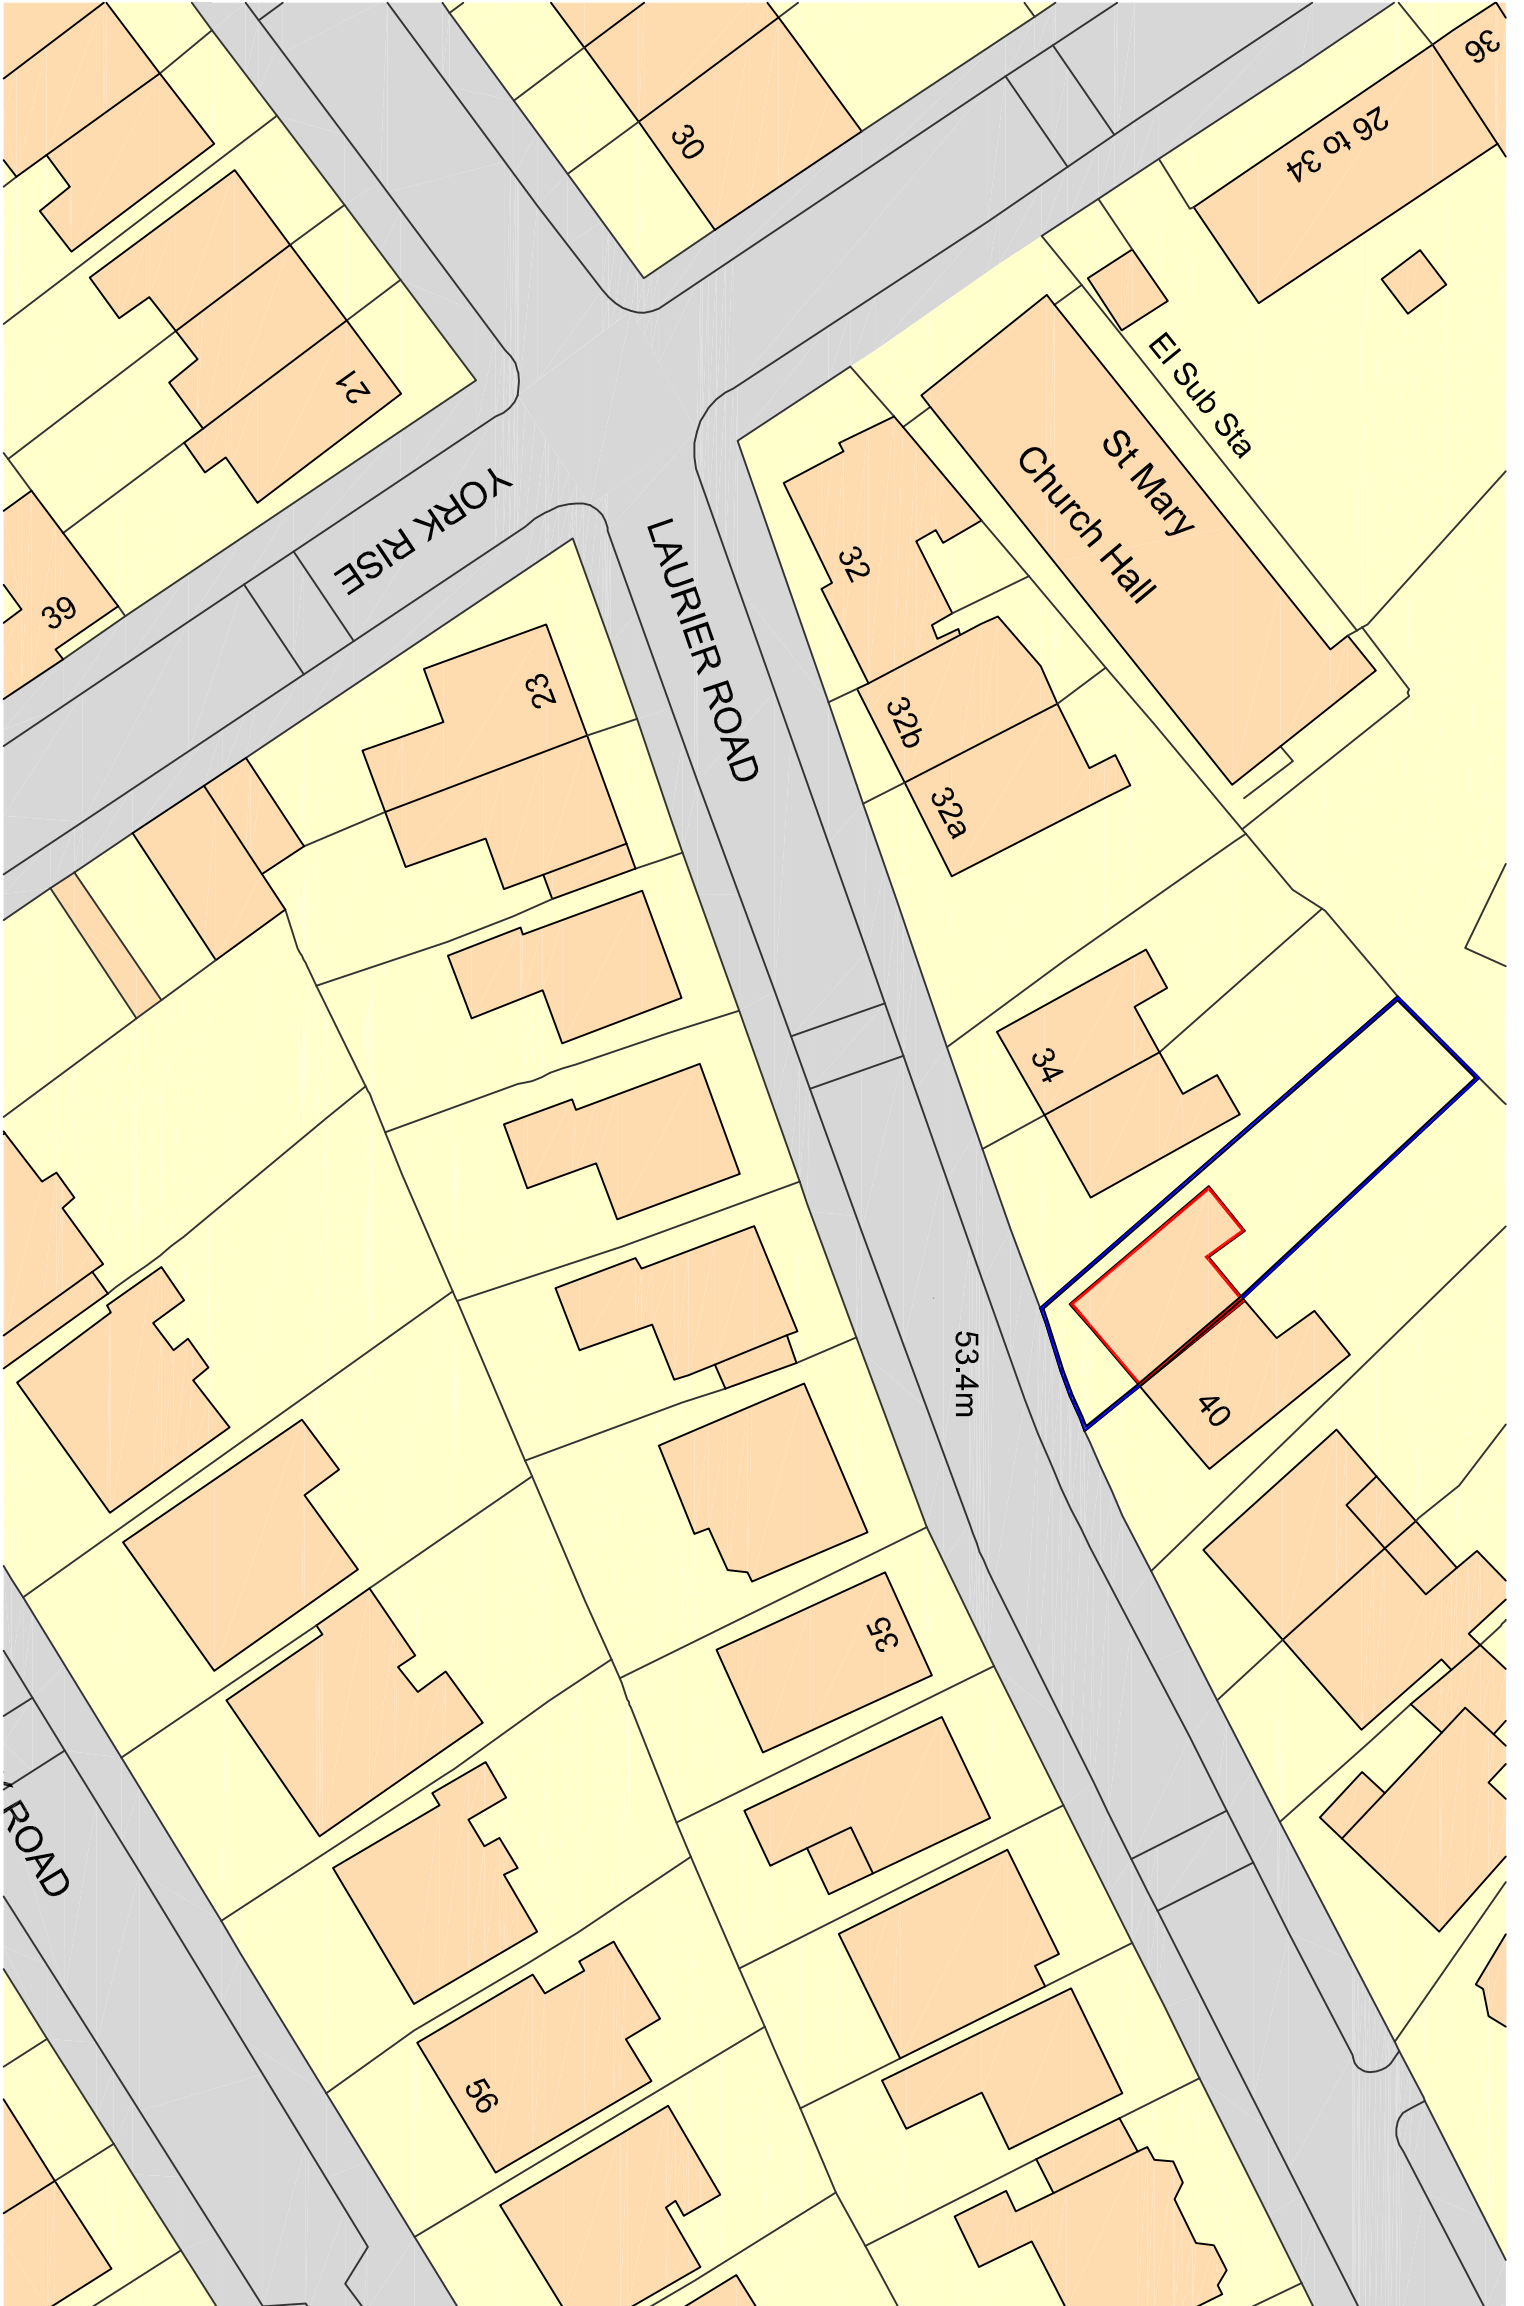 36
26 to 34
30
El Sub Sta
21
St Mary
Church Hall
YORK RISE
LAURIER ROAD
32
39
23
32b
32a
34
53.4m
40
35
ROAD
56